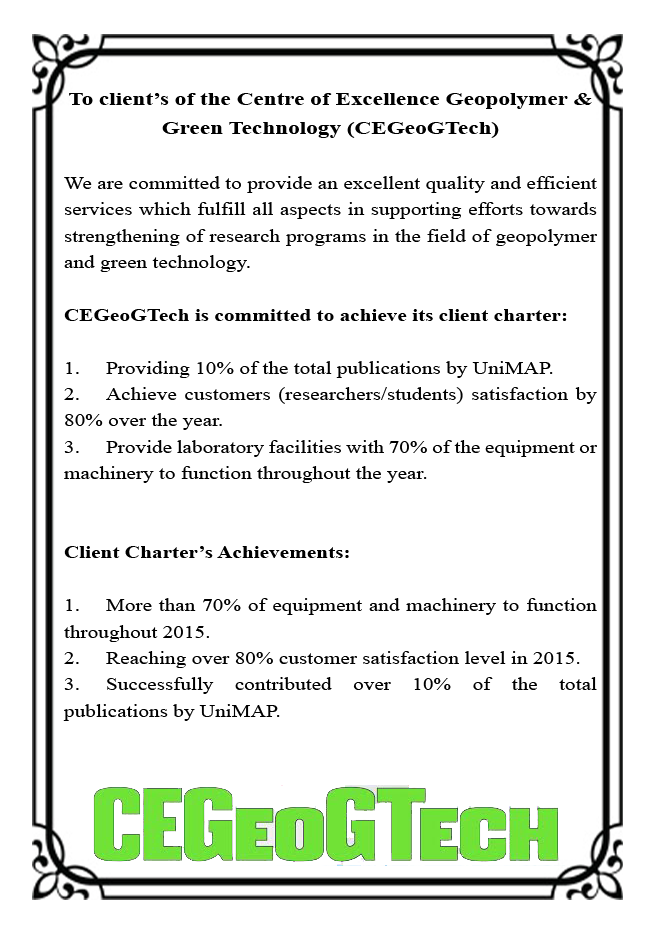 To client’s of the Centre of Excellence Geopolymer &
Green Technology (CEGeoGTech)
We are committed to provide an excellent quality and efficient
services which fulfill all aspects in supporting efforts towards
strengthening of research programs in the field of geopolymer
and green technology.
CEGeoGTech is committed to achieve its client charter:
1. Providing 10% of the total publications by UniMAP.
2. Achieve customers (researchers/students) satisfaction by
80% over the year.
3. Provide laboratory facilities with 70% of the equipment or
machinery to function throughout the year.
Client Charter’s Achievements:
1. More than 70% of equipment and machinery to function
throughout 2015.
2. Reaching over 80% customer satisfaction level in 2015.
3. Successfully contributed over 10% of the total
publications by UniMAP.
CEGEOGTECH